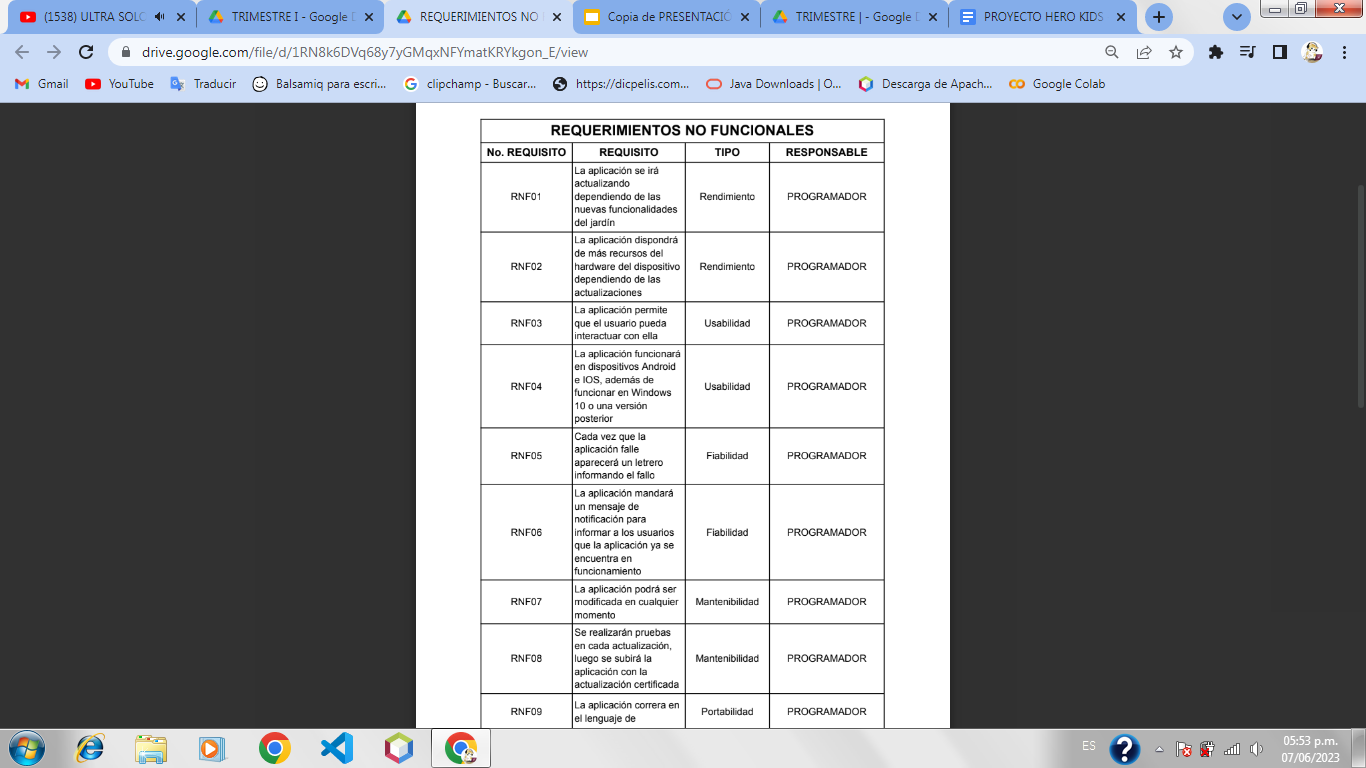 (1538) ULTRA SOLO
TRIMESTRE I - Google D
REQUERIMIENTOS NO
Copia de PRESENTACIÓ
TRIMESTRE | - Google D
PROYECTO HERO KIDS
drive.google.com/file/d/1RN8k6DVq68y7yGMqxNFYmatKRYkgon_E/view
Gmail
YouTube
Traducir
Balsamiq para escri...
clipchamp - Buscar...
https://dicpelis.com...
Java Downloads | O...
Descarga de Apach...
Google Colab
REQUERIMIENTOS NO FUNCIONALES
No. REQUISITO
REQUISITO
TIPO
RESPONSABLE
RNF01
La aplicación se irá
actualizando
dependiendo de las
nuevas funcionalidades
del jardín
Rendimiento
PROGRAMADOR
RNF02
La aplicación dispondrá
de más recursos del
hardware del dispositivo
dependiendo de las
actualizaciones
Rendimiento
PROGRAMADOR
RNF03
La aplicación permite
que el usuario pueda
interactuar con ella
Usabilidad
PROGRAMADOR
RNF04
La aplicación funcionará
en dispositivos Android
e IOS, además de
funcionar en Windows
10 o una versión
posterior
Usabilidad
PROGRAMADOR
RNF05
Cada vez que la
aplicación falle
aparecerá un letrero
informando el fallo
Fiabilidad
PROGRAMADOR
RNF06
La aplicación mandará
un mensaje de
notificación para
informar a los usuarios
que la aplicación ya se
encuentra en
funcionamiento
Fiabilidad
PROGRAMADOR
RNF07
La aplicación podrá ser
modificada en cualquier
momento
Mantenibilidad
PROGRAMADOR
RNF08
Se realizarán pruebas
en cada actualización,
luego se subirá la
aplicación con la
actualización certificada
Mantenibilidad
PROGRAMADOR
RNF09
La aplicación correra en
el lenguaje de
Portabilidad
PROGRAMADOR
ES
05:53 p.m.
07/06/2023